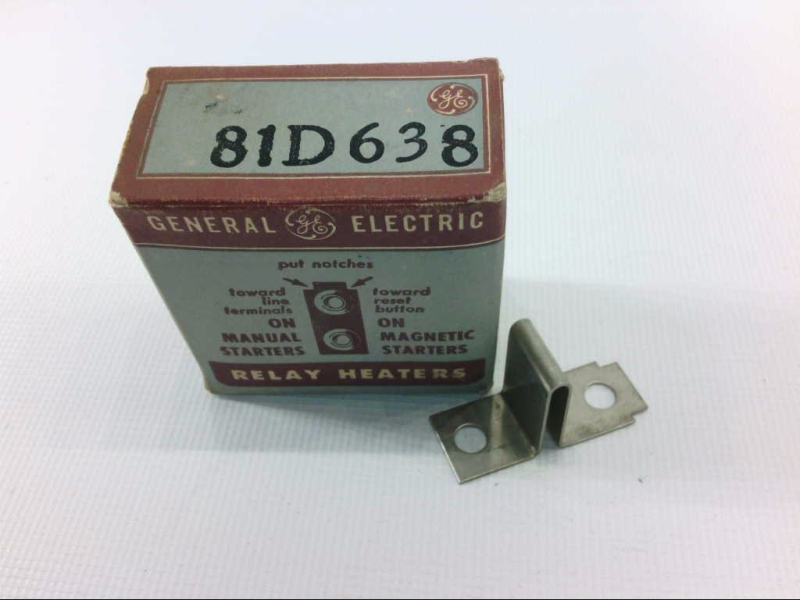 GE
81D638
GENERAL GE ELECTRIC
put notches
toward line terminals ON MANUAL STARTERS
toward reset button ON MAGNETIC STARTERS
RELAY HEATERS